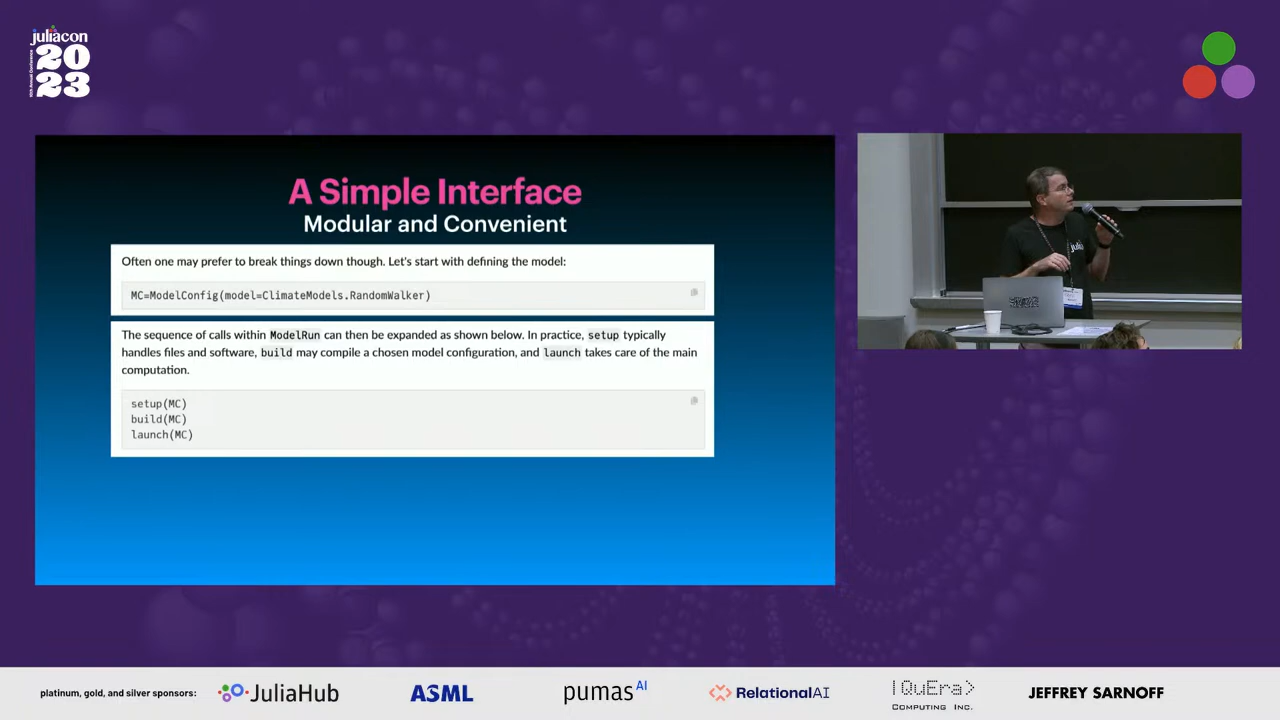 juliacon
20
23
A Simple Interface
Modular and Convenient
Often one may prefer to break things down though. Let's start with defining the model:
MC=ModelConfig(model=ClimateModels.RandomWalker)
The sequence of calls within ModelRun can then be expanded as shown below. In practice, setup typically
handles files and software, build may compile a chosen model configuration, and launch takes care of the main
computation.
setup(MC)
build(MC)
launch(MC)
julia
platinum, gold, and silver sponsors:
JuliaHub
ASML
pumas AI
RelationalAI
|QuEra>
COMPUTING INC.
JEFFREY SARNOFF